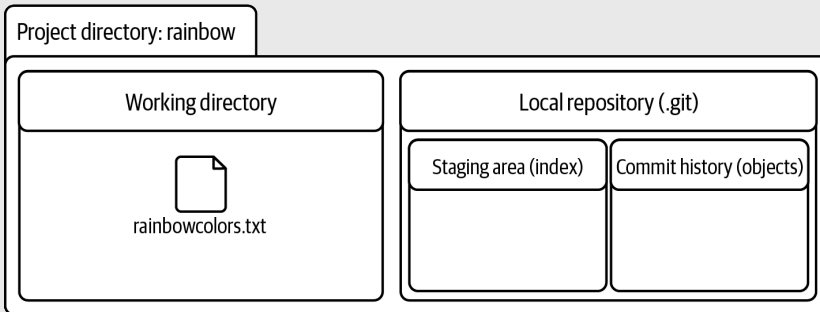 Project directory: rainbow
Working directory
rainbowcolors.txt
Local repository (.git)
Staging area (index)
Commit history (objects)